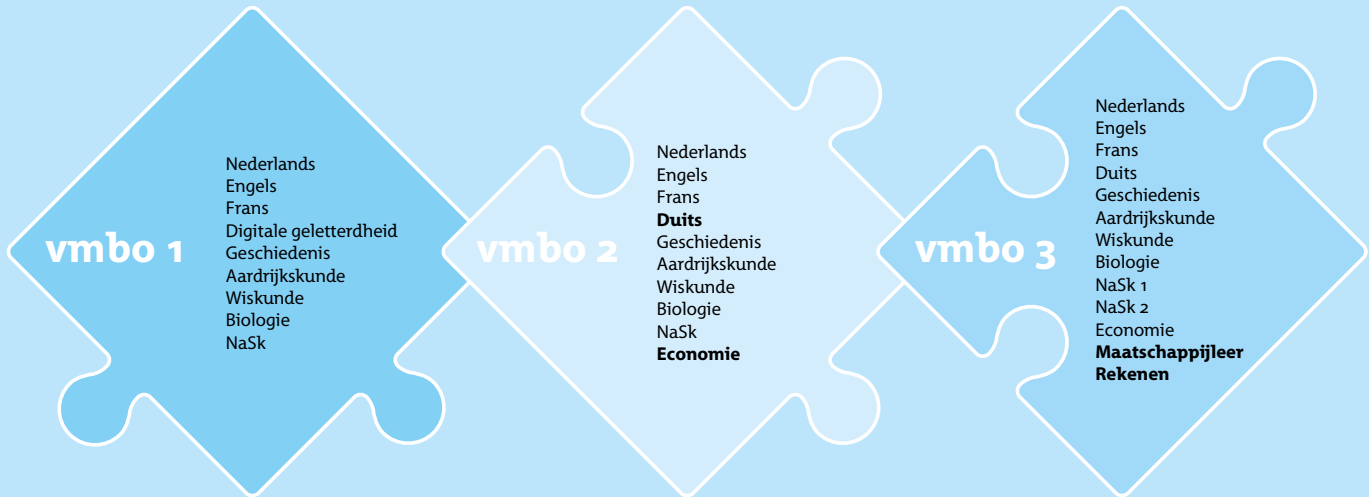 vmbo 1
Nederlands
Engels
Frans
Digitale geletterdheid
Geschiedenis
Aardrijkskunde
Wiskunde
Biologie
NaSk
vmbo 2
Nederlands
Engels
Frans
Duits
Geschiedenis
Aardrijkskunde
Wiskunde
Biologie
NaSk
Economie
vmbo 3
Nederlands
Engels
Frans
Duits
Geschiedenis
Aardrijkskunde
Wiskunde
Biologie
NaSk 1
NaSk 2
Economie
Maatschappijleer
Rekenen